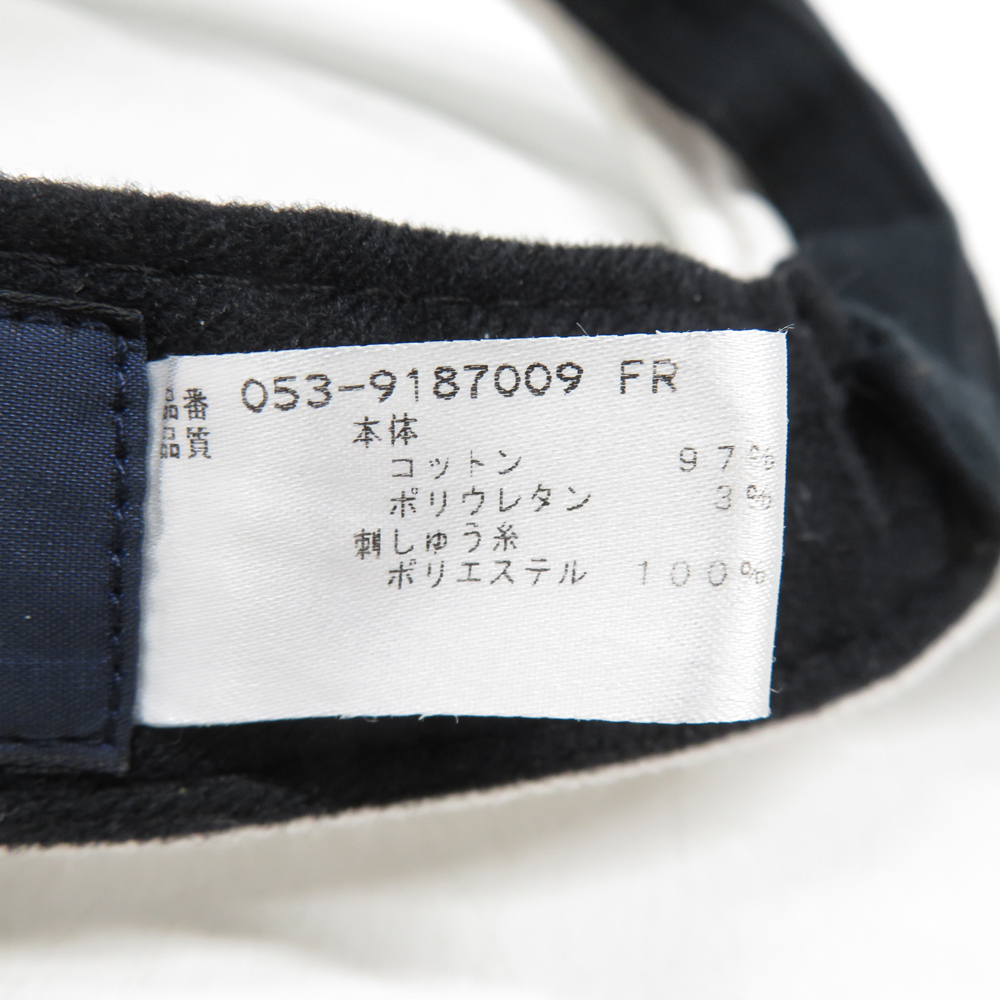 品番 053-9187009 FR
品質 本体
コットン 97%
ポリウレタン 3%
刺しゅう糸
ポリエステル 100%